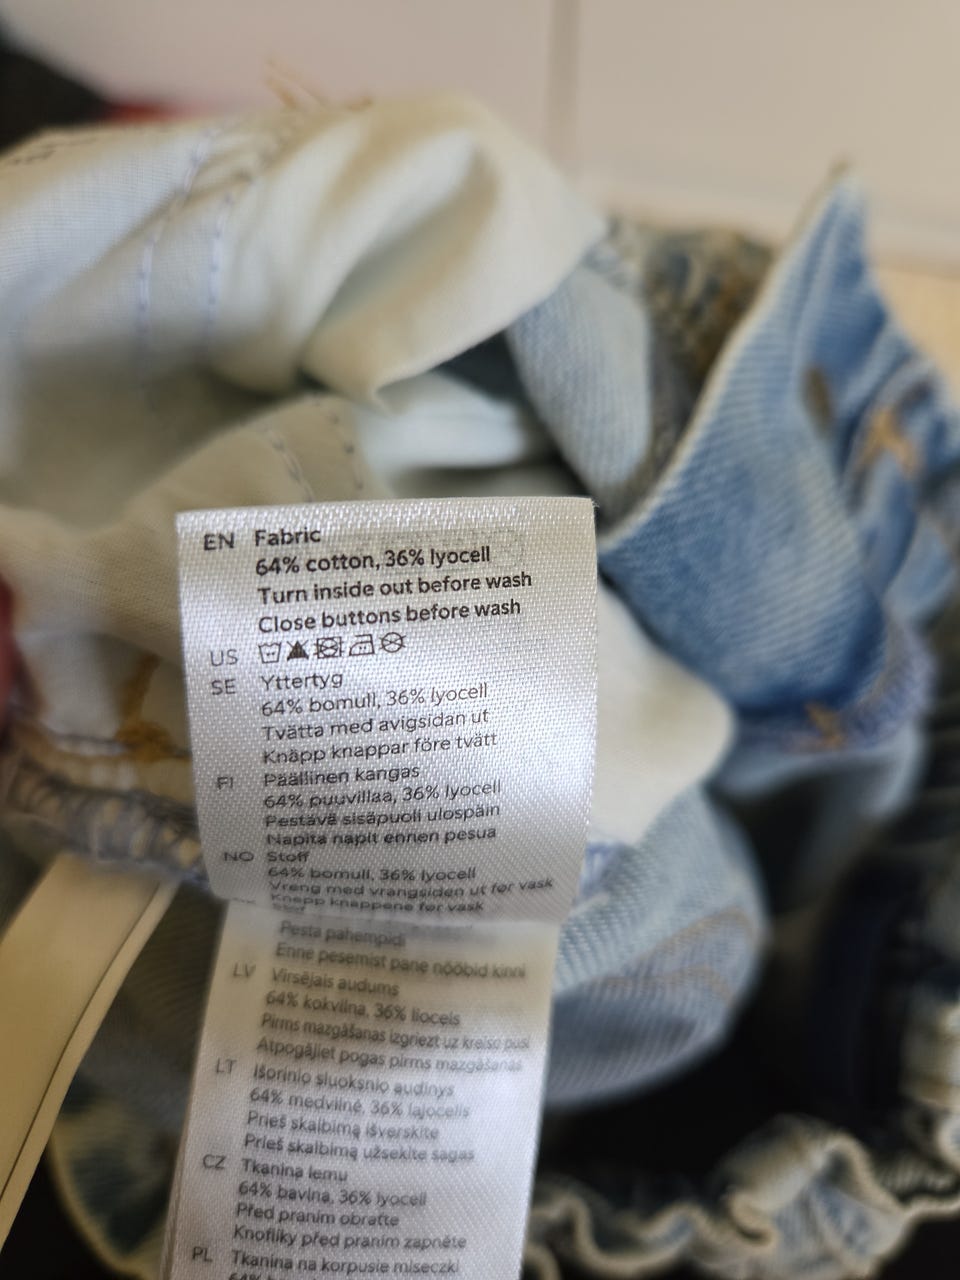 EN Fabric
64% cotton, 36% lyocell
Turn inside out before wash
Close buttons before wash
US
SE Yttertyg
64% bomull, 36% lyocell
Tvätta med avigsidan ut
Knäpp knappar före tvätt
FI Päällinen kangas
64% puuvillaa, 36% lyocell
Pestävä sisäpuoli ulospäin
Napita napit ennen pesua
NO Stoff
64% bomull, 36% lyocell
Vreng med vrangsiden ut før vask
Knepp knappene før vask
Stof
Pesta pahempidi
Enne pesemist pane nööbid kinni
LV Virsējais audums
64% kokvilna, 36% liocels
Pirms mazgāšanas izgriezt uz kreiso pusi
Atpogājiet pogas pirms mazgāšanas
LT Išorinio sluoksnio audinys
64% medvilnė, 36% lajocelis
Prieš skalbimą išverskite
Prieš skalbimą užsekite sagas
CZ Tkanina lemu
64% bavlna, 36% lyocell
Před praním obraťte
Knoflíky před praním zapněte
PL Tkanina na korpusie miseczki
64%